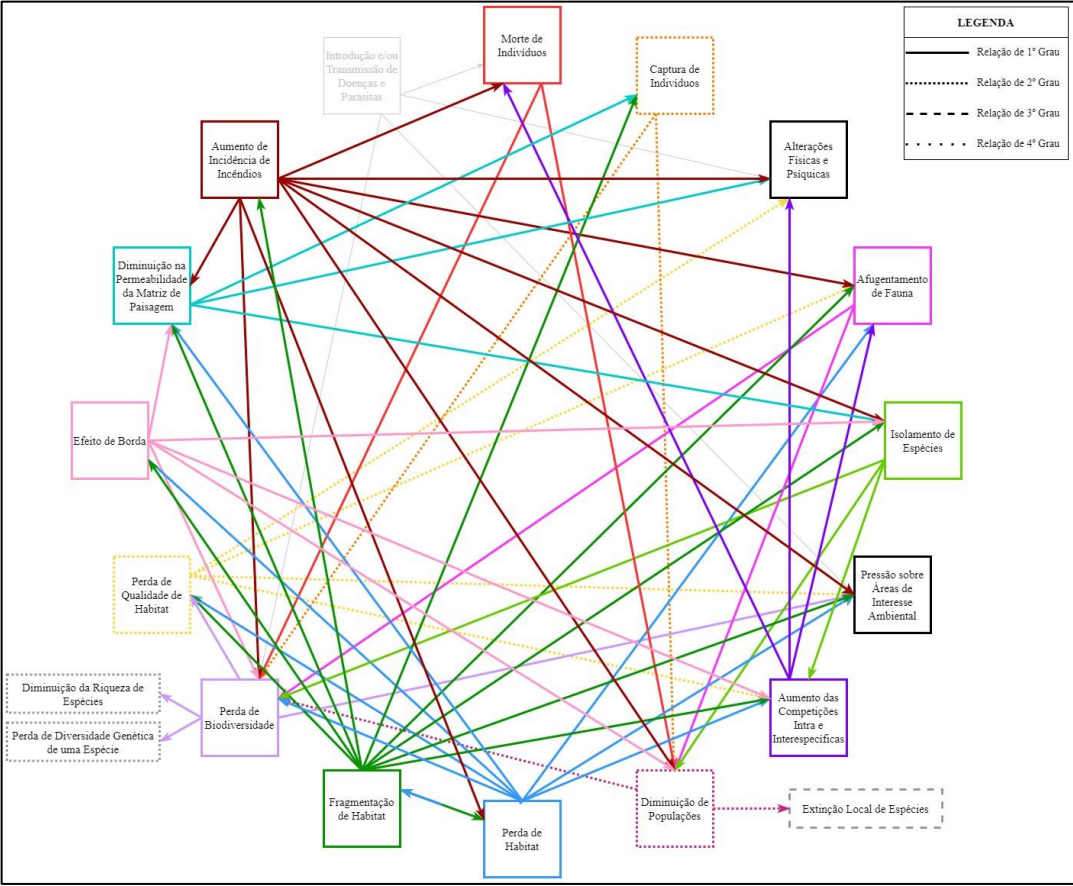 LEGENDA
Relação de 1º Grau
Relação de 2º Grau
Relação de 3º Grau
Relação de 4º Grau
Morte de
Indivíduos
Introdução e/ou
Transmissão de
Doenças e
Parasitas
Captura de
Indivíduos
Aumento de
Incidência de
Incêndios
Alterações
Físicas e
Psíquicas
Diminuição na
Permeabilidade
da Matriz de
Paisagem
Afugentamento
de Fauna
Efeito de Borda
Isolamento de
Espécies
Perda de
Qualidade de
Habitat
Pressão sobre
Àreas de
Interesse
Ambiental
Diminuição da Riqueza de
Espécies
Perda de Diversidade Genética
de uma Espécie
Perda de
Biodiversidade
Aumento das
Competições
Intra e
Interespecíficas
Fragmentação
de Habitat
Perda de
Habitat
Diminuição de
Populações
Extinção Local de Espécies